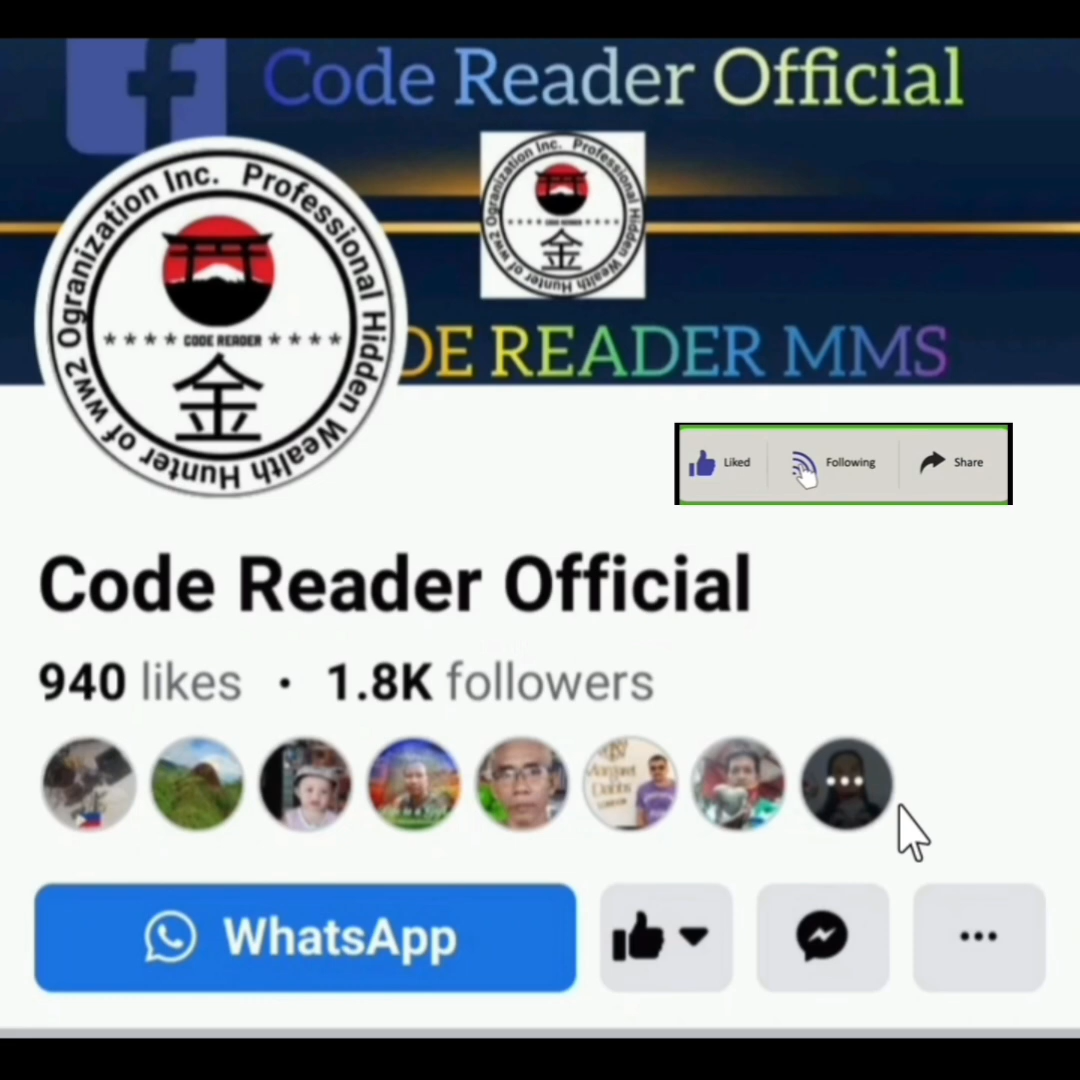 Code Reader Official
Ogranization Inc. Professional Hidden Wealth Hunter of ww2
CODE READER
金
Ogranization Inc. Professional Hidden Wealth Hunter of ww2
CODE READER
金
DE READER MMS
Liked Following Share
Code Reader Official
940 likes · 1.8K followers
WhatsApp